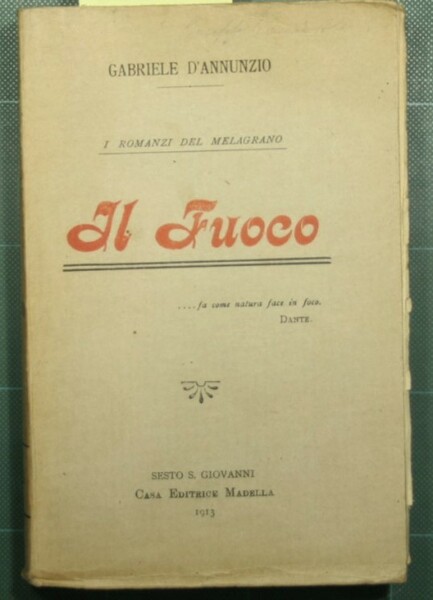 GABRIELE D'ANNUNZIO
I ROMANZI DEL MELAGRANO
Il Fuoco
....fa come natura face in foco.
DANTE.
SESTO S. GIOVANNI
CASA EDITRICE MADELLA
1913